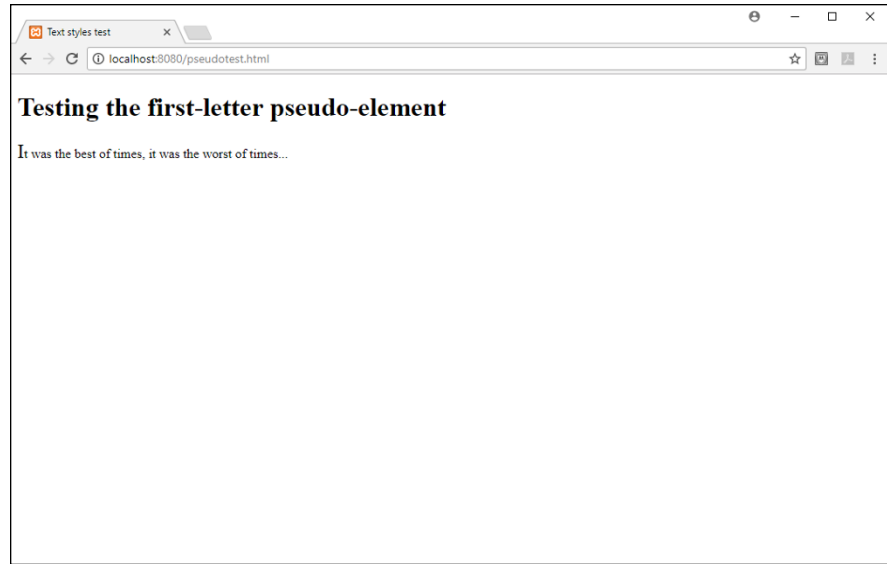 Text styles test
localhost:8080/pseudotest.html
Testing the first-letter pseudo-element
It was the best of times, it was the worst of times...